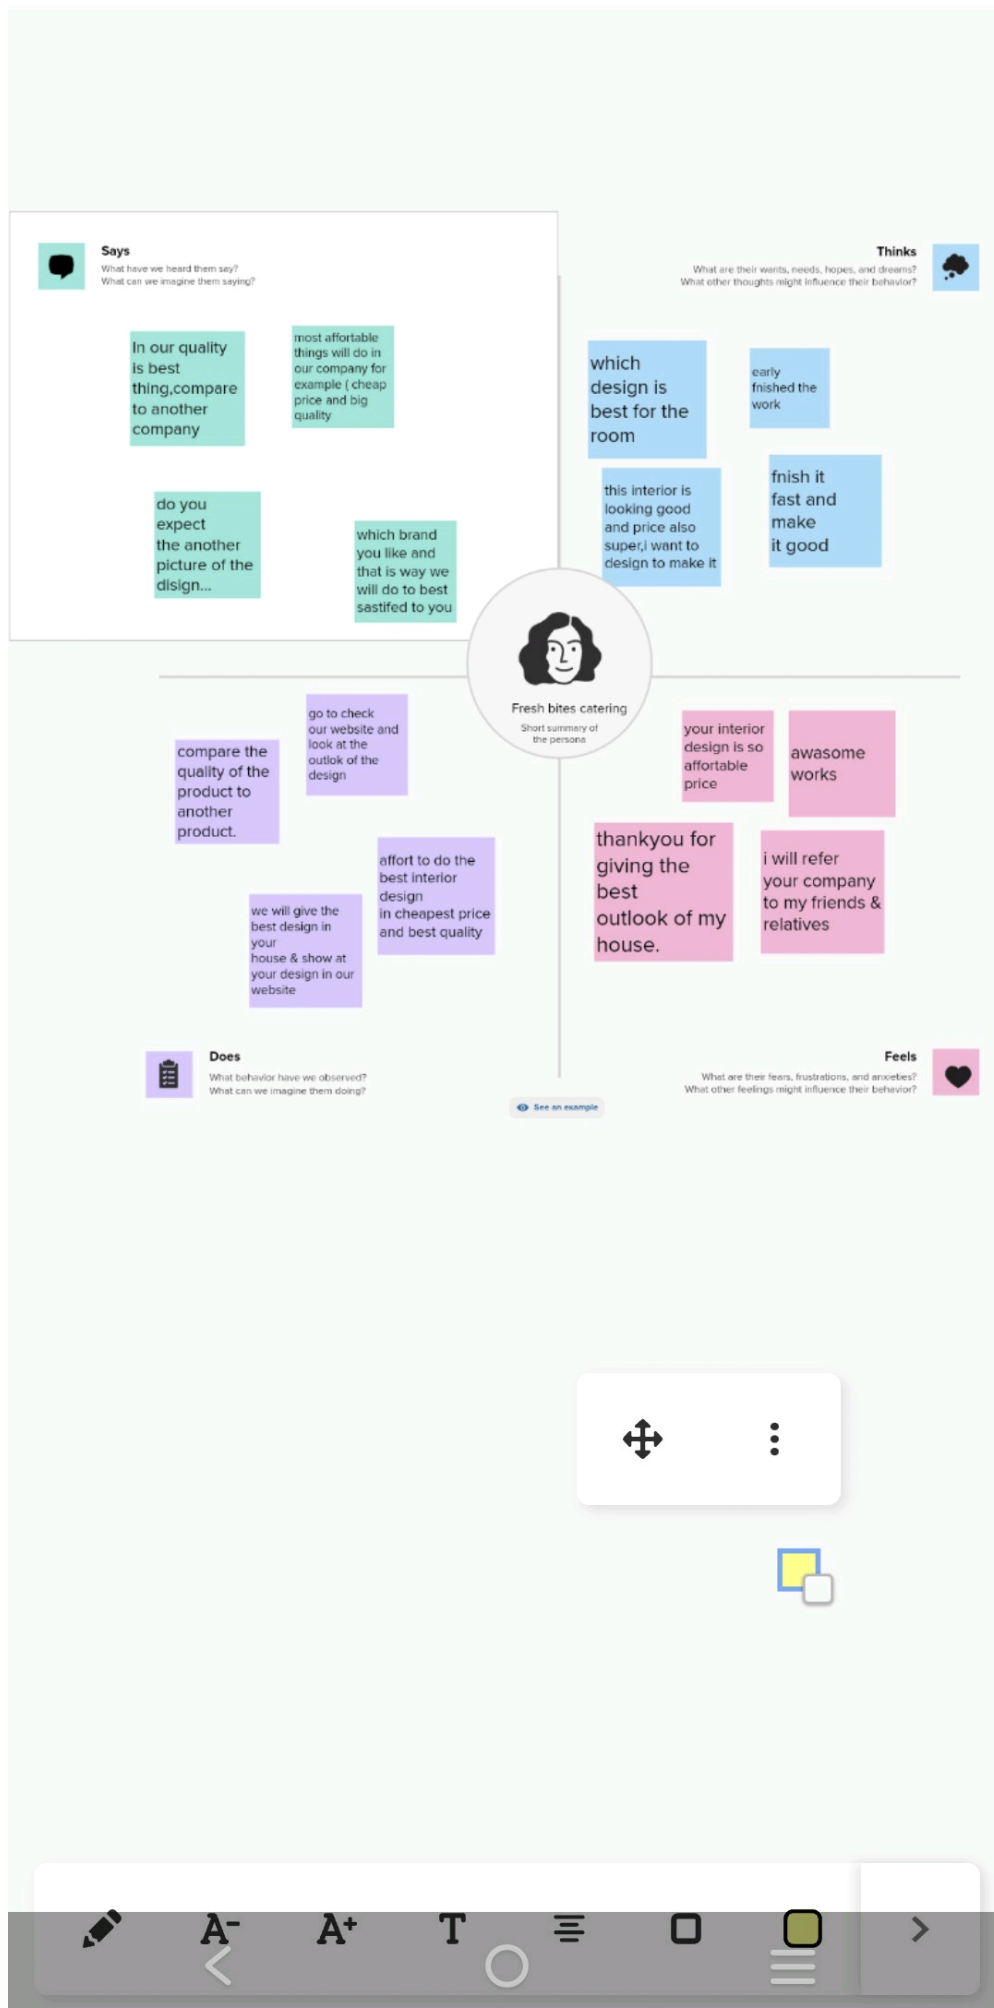 Says
What have we heard them say?
What can we imagine them saying?
Thinks
What are their wants, needs, hopes, and dreams?
What other thoughts might influence their behavior?
In our quality
is best
thing,compare
to another
company
most affortable
things will do in
our company for
example ( cheap
price and big
quality
do you
expect
the another
picture of the
disign...
which brand
you like and
that is way we
will do to best
sastifed to you
which
design is
best for the
room
early
fnished the
work
this interior is
looking good
and price also
super,i want to
design to make it
fnish it
fast and
make
it good
Fresh bites catering
Short summary of
the persona
go to check
our website and
look at the
outlok of the
design
compare the
quality of the
product to
another
product.
affort to do the
best interior
design
in cheapest price
and best quality
we will give the
best design in
your
house & show at
your design in our
website
your interior
design is so
affortable
price
awasome
works
thankyou for
giving the
best
outlook of my
house.
i will refer
your company
to my friends &
relatives
Does
What behavior have we observed?
What can we imagine them doing?
Feels
What are their fears, frustrations, and anxieties?
What other feelings might influence their behavior?
See an example
A- A+ T